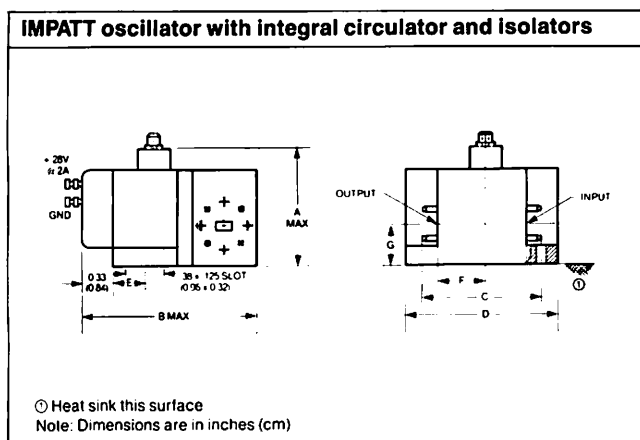 IMPATT oscillator with integral circulator and isolators
+ 28V
@ 2A
GND
A
MAX
0.33
(0.84)
E
.38 x .125 SLOT
(0.96 x 0.32)
B MAX
OUTPUT
INPUT
G
F
C
D
①
① Heat sink this surface
Note: Dimensions are in inches (cm)